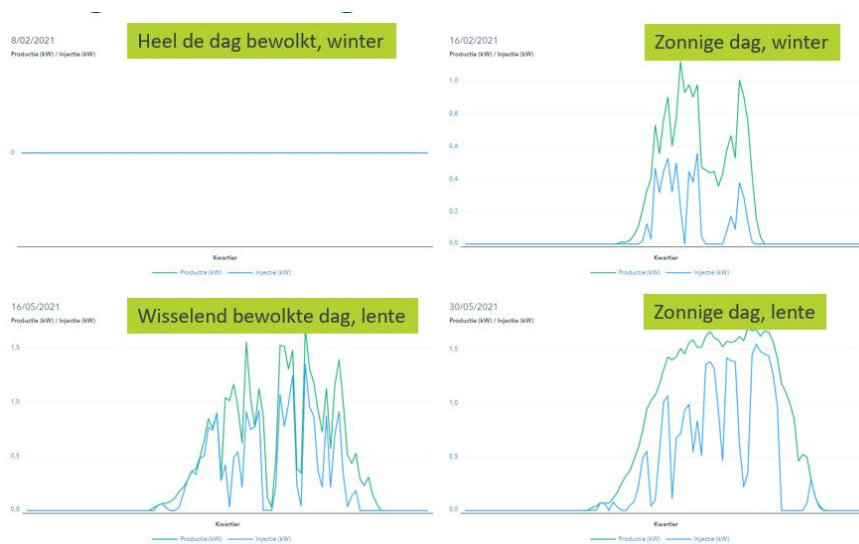 8/02/2021
Heel de dag bewolkt, winter
Productie (kW) / Injectie (kW)
0
Kwartier
Productie (kW) Injectie (kW)
16/02/2021
Zonnige dag, winter
Productie (kW) / Injectie (kW)
1,0
0,8
0,6
0,4
0,2
0,0
Kwartier
Productie (kW) Injectie (kW)
16/05/2021
Wisselend bewolkte dag, lente
Productie (kW) / Injectie (kW)
1,5
1,0
0,5
0,0
Kwartier
Productie (kW) Injectie (kW)
30/05/2021
Zonnige dag, lente
Productie (kW) / Injectie (kW)
1,5
1,0
0,5
0,0
Kwartier
Productie (kW) Injectie (kW)